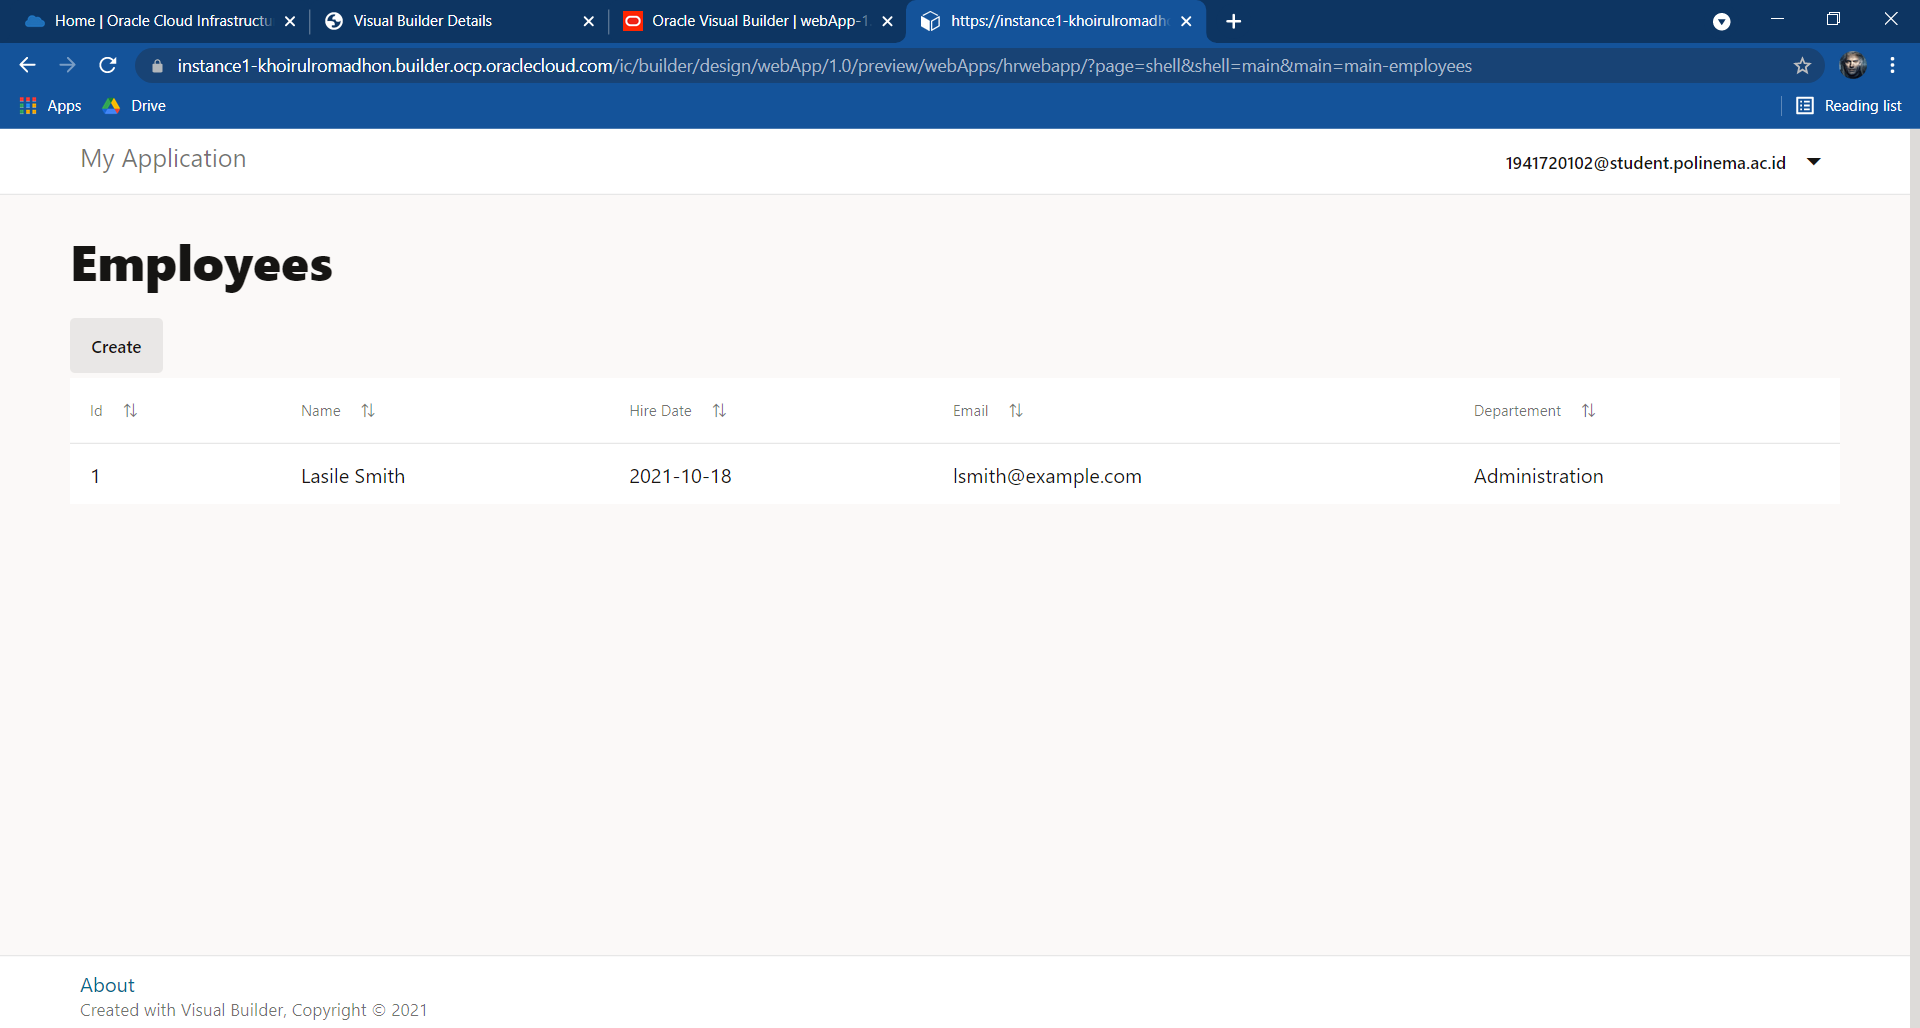 Home | Oracle Cloud Infrastructu
Visual Builder Details
Oracle Visual Builder | webApp-1.
https://instance1-khoirulromadho
instance1-khoirulromadhon.builder.ocp.oraclecloud.com/ic/builder/design/webApp/1.0/preview/webApps/hrwebapp/?page=shell&shell=main&main=main-employees
Apps
Drive
Reading list
My Application
1941720102@student.polinema.ac.id
Employees
Create
Id Name Hire Date Email Departement
1 Lasile Smith 2021-10-18 lsmith@example.com Administration
About
Created with Visual Builder, Copyright © 2021